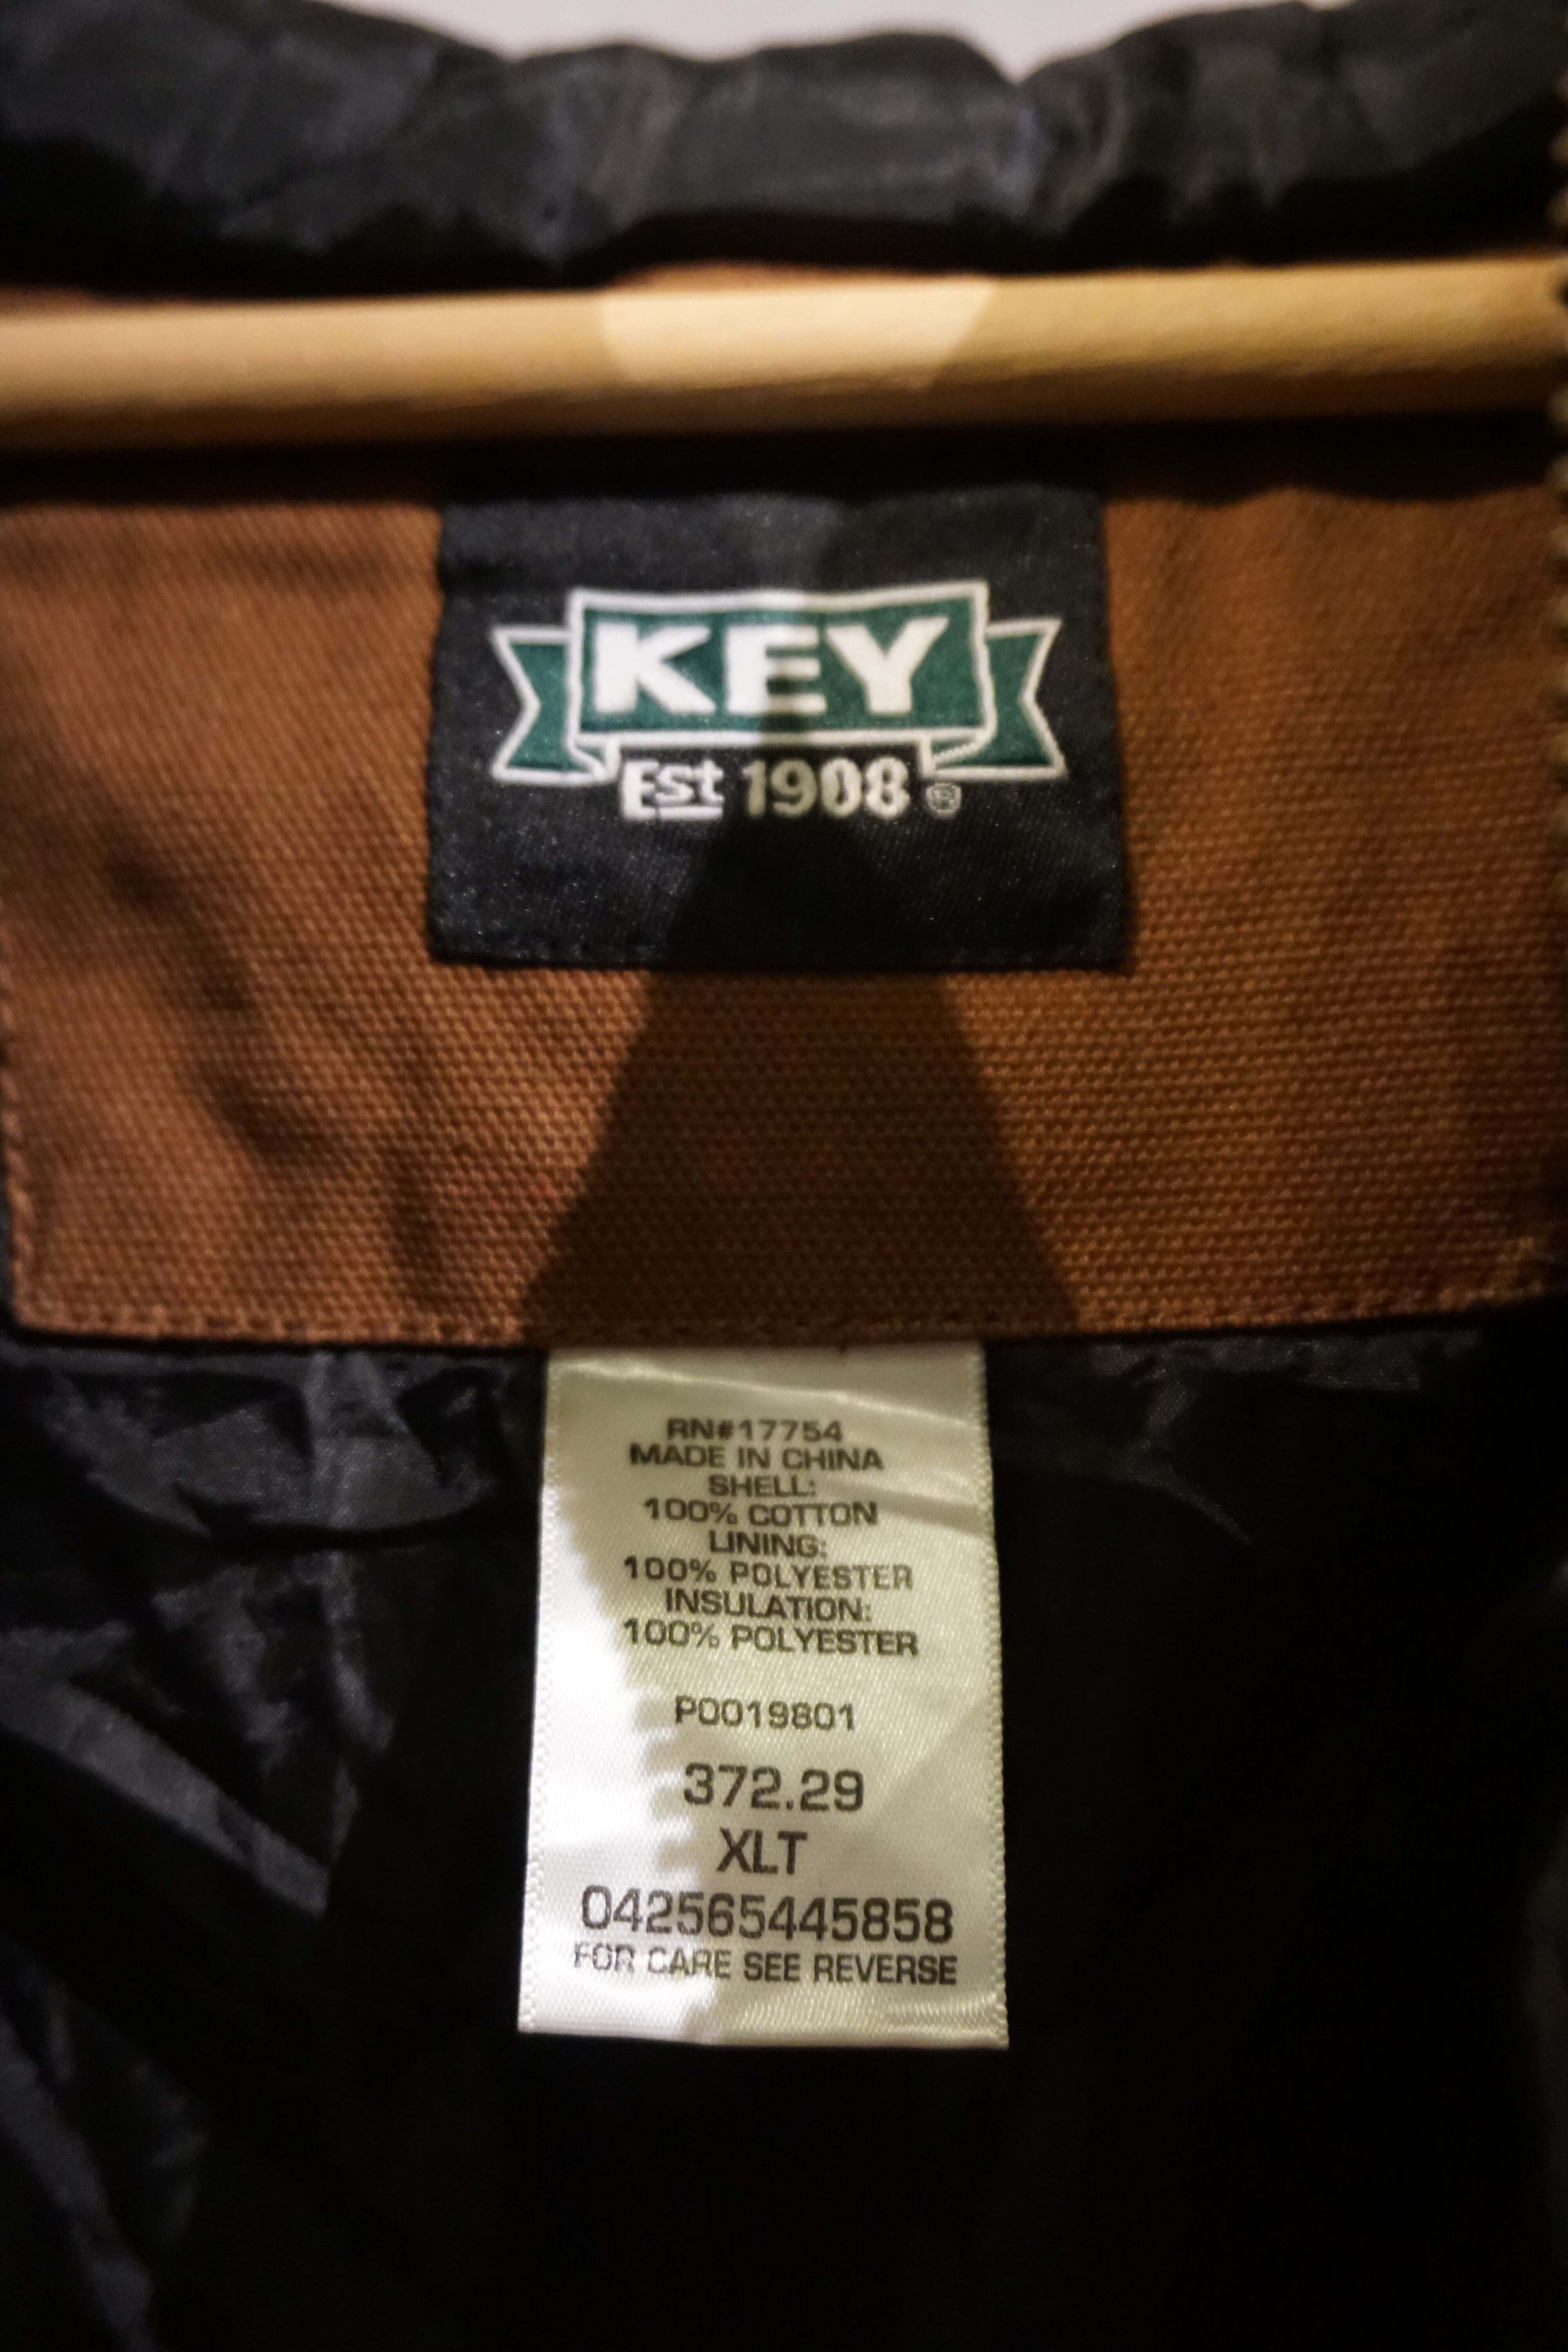 KEY
Est 1908 ®
RN#17754
MADE IN CHINA
SHELL:
100% COTTON
LINING:
100% POLYESTER
INSULATION:
100% POLYESTER
P0019801
372.29
XLT
042565445858
FOR CARE SEE REVERSE